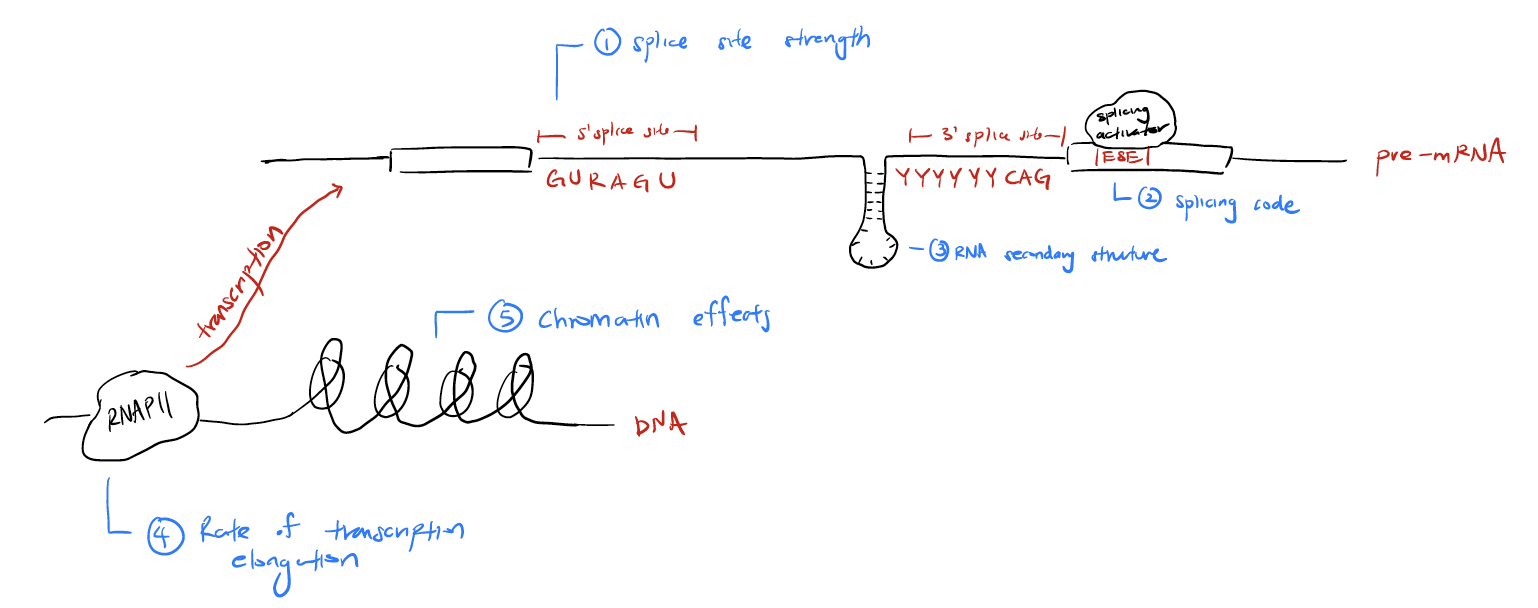 ① splice site strength
5' splice site
3' splice site
splicing
activator
ESE
pre-mRNA
GURAGU
YYYYYYCAG
② splicing code
③ RNA secondary structure
transcription
⑤ Chromatin effects
RNAPII
DNA
④ Rate of transcription
elongation